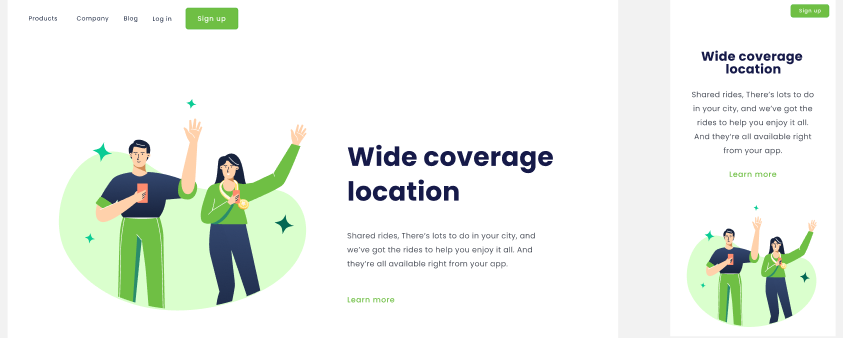 Products Company Blog Log in Sign up
Wide coverage
location
Shared rides, There's lots to do in your city, and
we've got the rides to help you enjoy it all. And
they're all available right from your app.
Learn more
Sign up
Wide coverage
location
Shared rides, There's lots to do
in your city, and we've got the
rides to help you enjoy it all.
And they're all available right
from your app.
Learn more